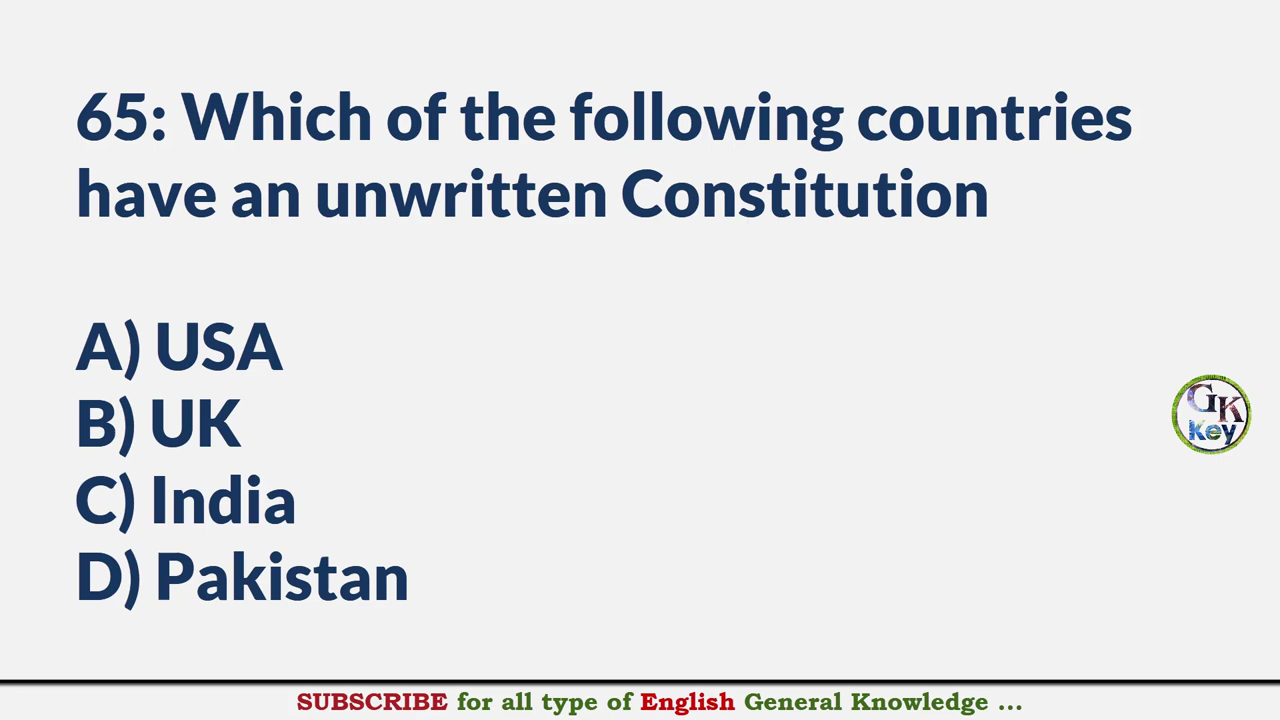 65: Which of the following countries
have an unwritten Constitution
A) USA
B) UK
C) India
D) Pakistan
GK
Key
SUBSCRIBE for all type of English General Knowledge ...